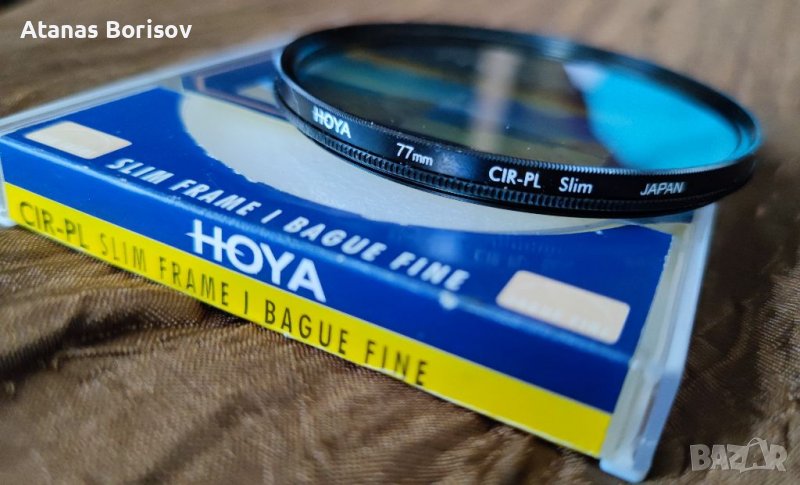 Atanas Borisov
HOYA 77mm CIR-PL Slim JAPAN
SLIM FRAME | BAGUE FINE
HOYA
CIR-PL SLIM FRAME | BAGUE FINE
BAZAR